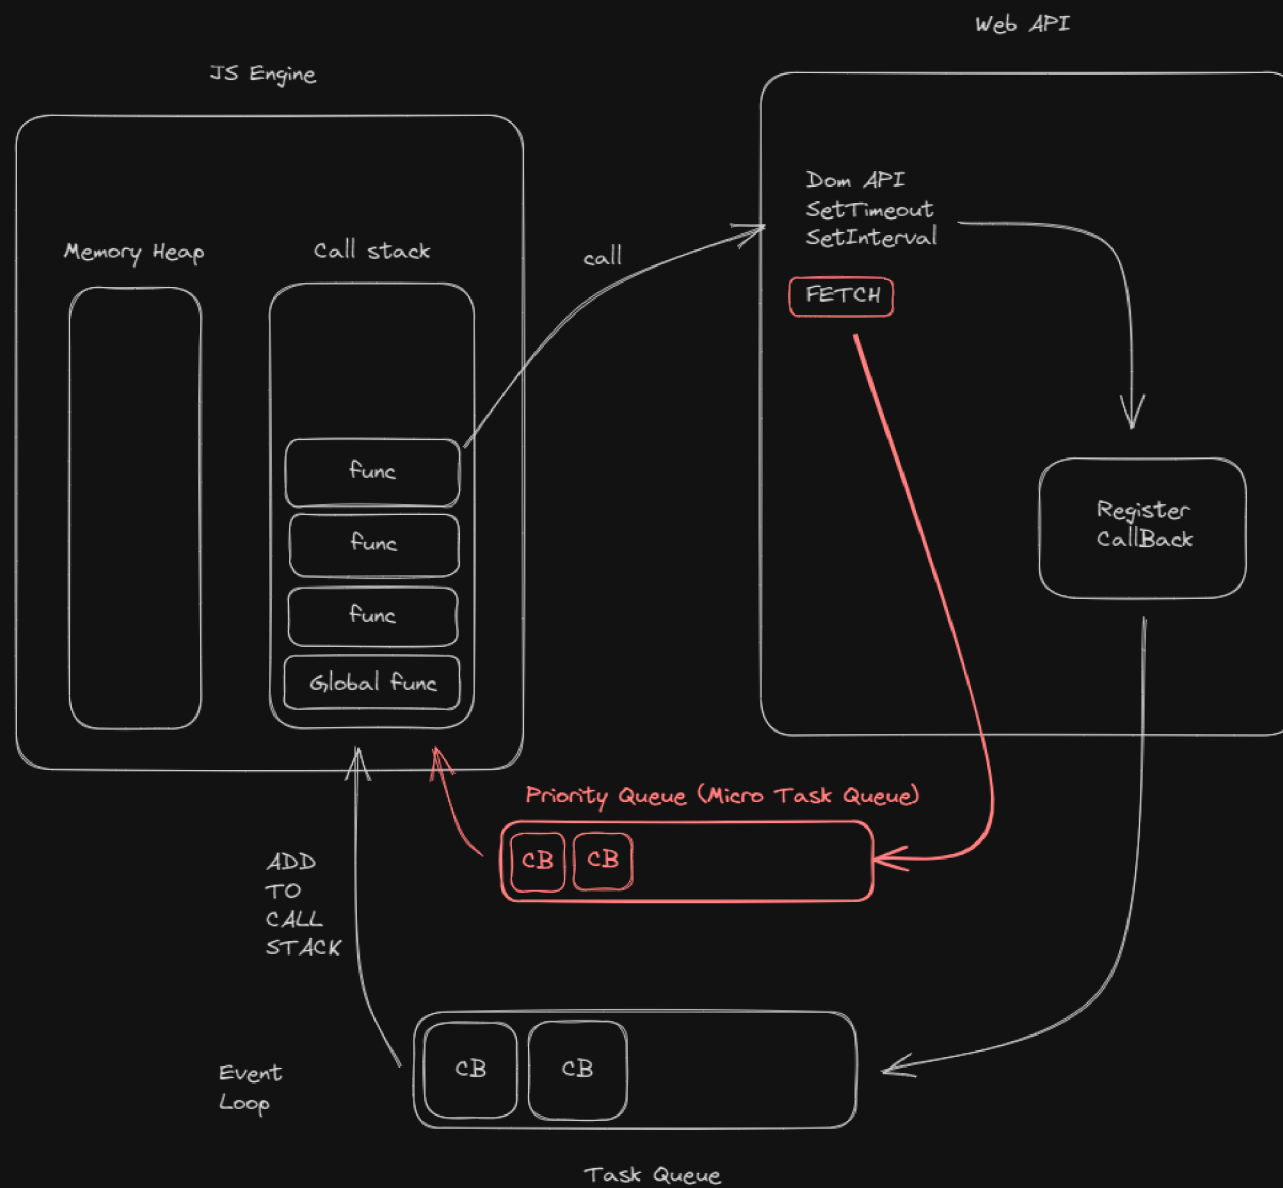 Web API
JS Engine
Dom API
SetTimeout
SetInterval
FETCH
Memory Heap
Call stack
call
func
func
func
Global func
Register
CallBack
Priority Queue (Micro Task Queue)
CB
CB
ADD
TO
CALL
STACK
Event
Loop
CB
CB
Task Queue